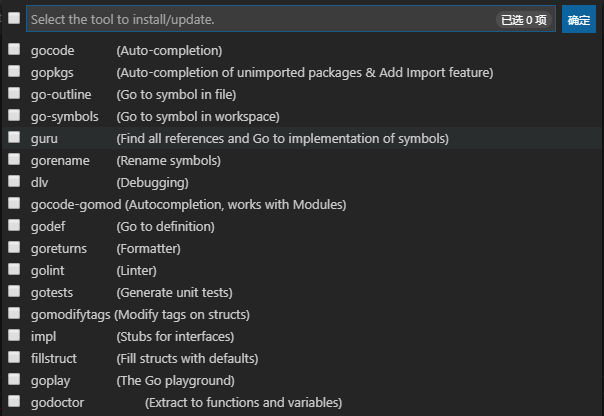 Select the tool to install/update. 已选 0 项 确定
gocode (Auto-completion)
gopkgs (Auto-completion of unimported packages & Add Import feature)
go-outline (Go to symbol in file)
go-symbols (Go to symbol in workspace)
guru (Find all references and Go to implementation of symbols)
gorename (Rename symbols)
dlv (Debugging)
gocode-gomod (Autocompletion, works with Modules)
godef (Go to definition)
goreturns (Formatter)
golint (Linter)
gotests (Generate unit tests)
gomodifytags (Modify tags on structs)
impl (Stubs for interfaces)
fillstruct (Fill structs with defaults)
goplay (The Go playground)
godoctor (Extract to functions and variables)